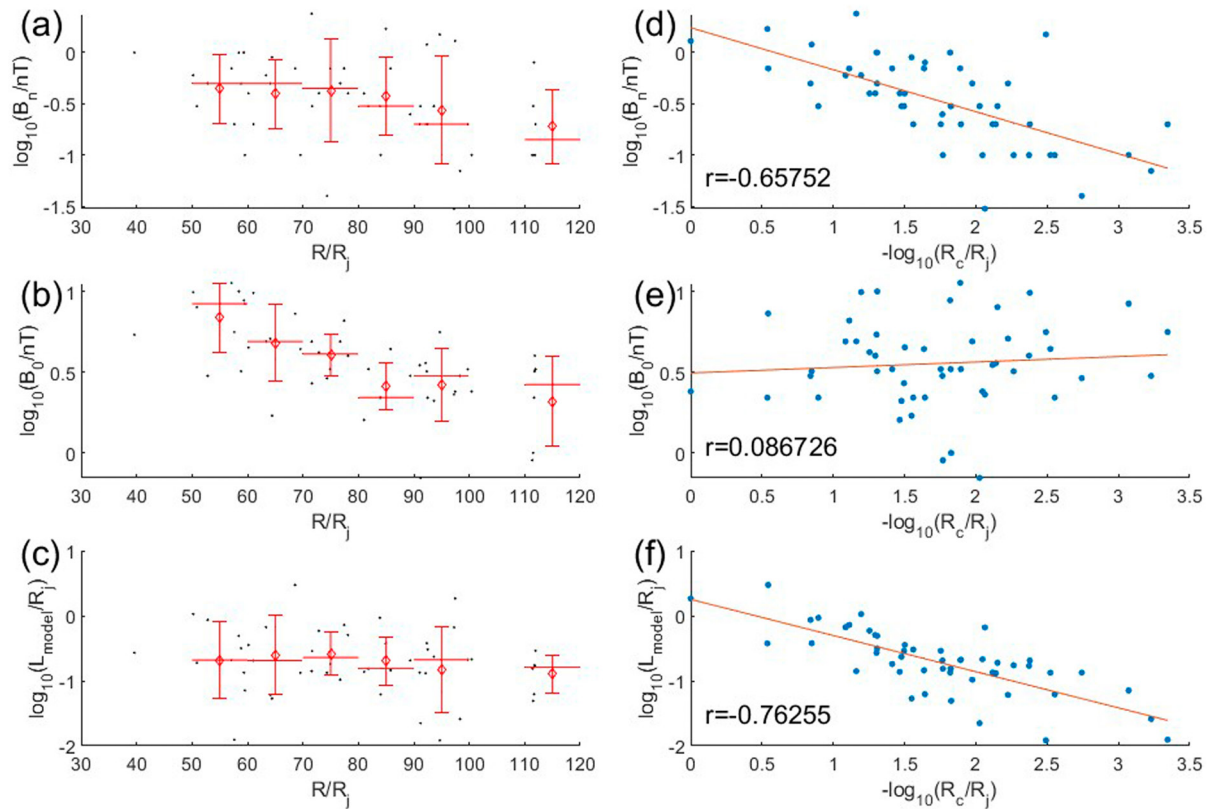 (a)
log10(Bn/nT)
0
-0.5
-1
-1.5
30 40 50 60 70 80 90 100 110 120
R/Rj
(d)
log10(Bn/nT)
0
-0.5
-1
-1.5
r=-0.65752
0 0.5 1 1.5 2 2.5 3 3.5
-log10(Rc/Rj)
(b)
log10(B0/nT)
1
0.5
0
30 40 50 60 70 80 90 100 110 120
R/Rj
(e)
log10(B0/nT)
1
0.5
0
r=0.086726
0 0.5 1 1.5 2 2.5 3 3.5
-log10(Rc/Rj)
(c)
log10(Lmodel/Rj)
1
0
-1
-2
30 40 50 60 70 80 90 100 110 120
R/Rj
(f)
log10(Lmodel/Rj)
1
0
-1
-2
r=-0.76255
0 0.5 1 1.5 2 2.5 3 3.5
-log10(Rc/Rj)